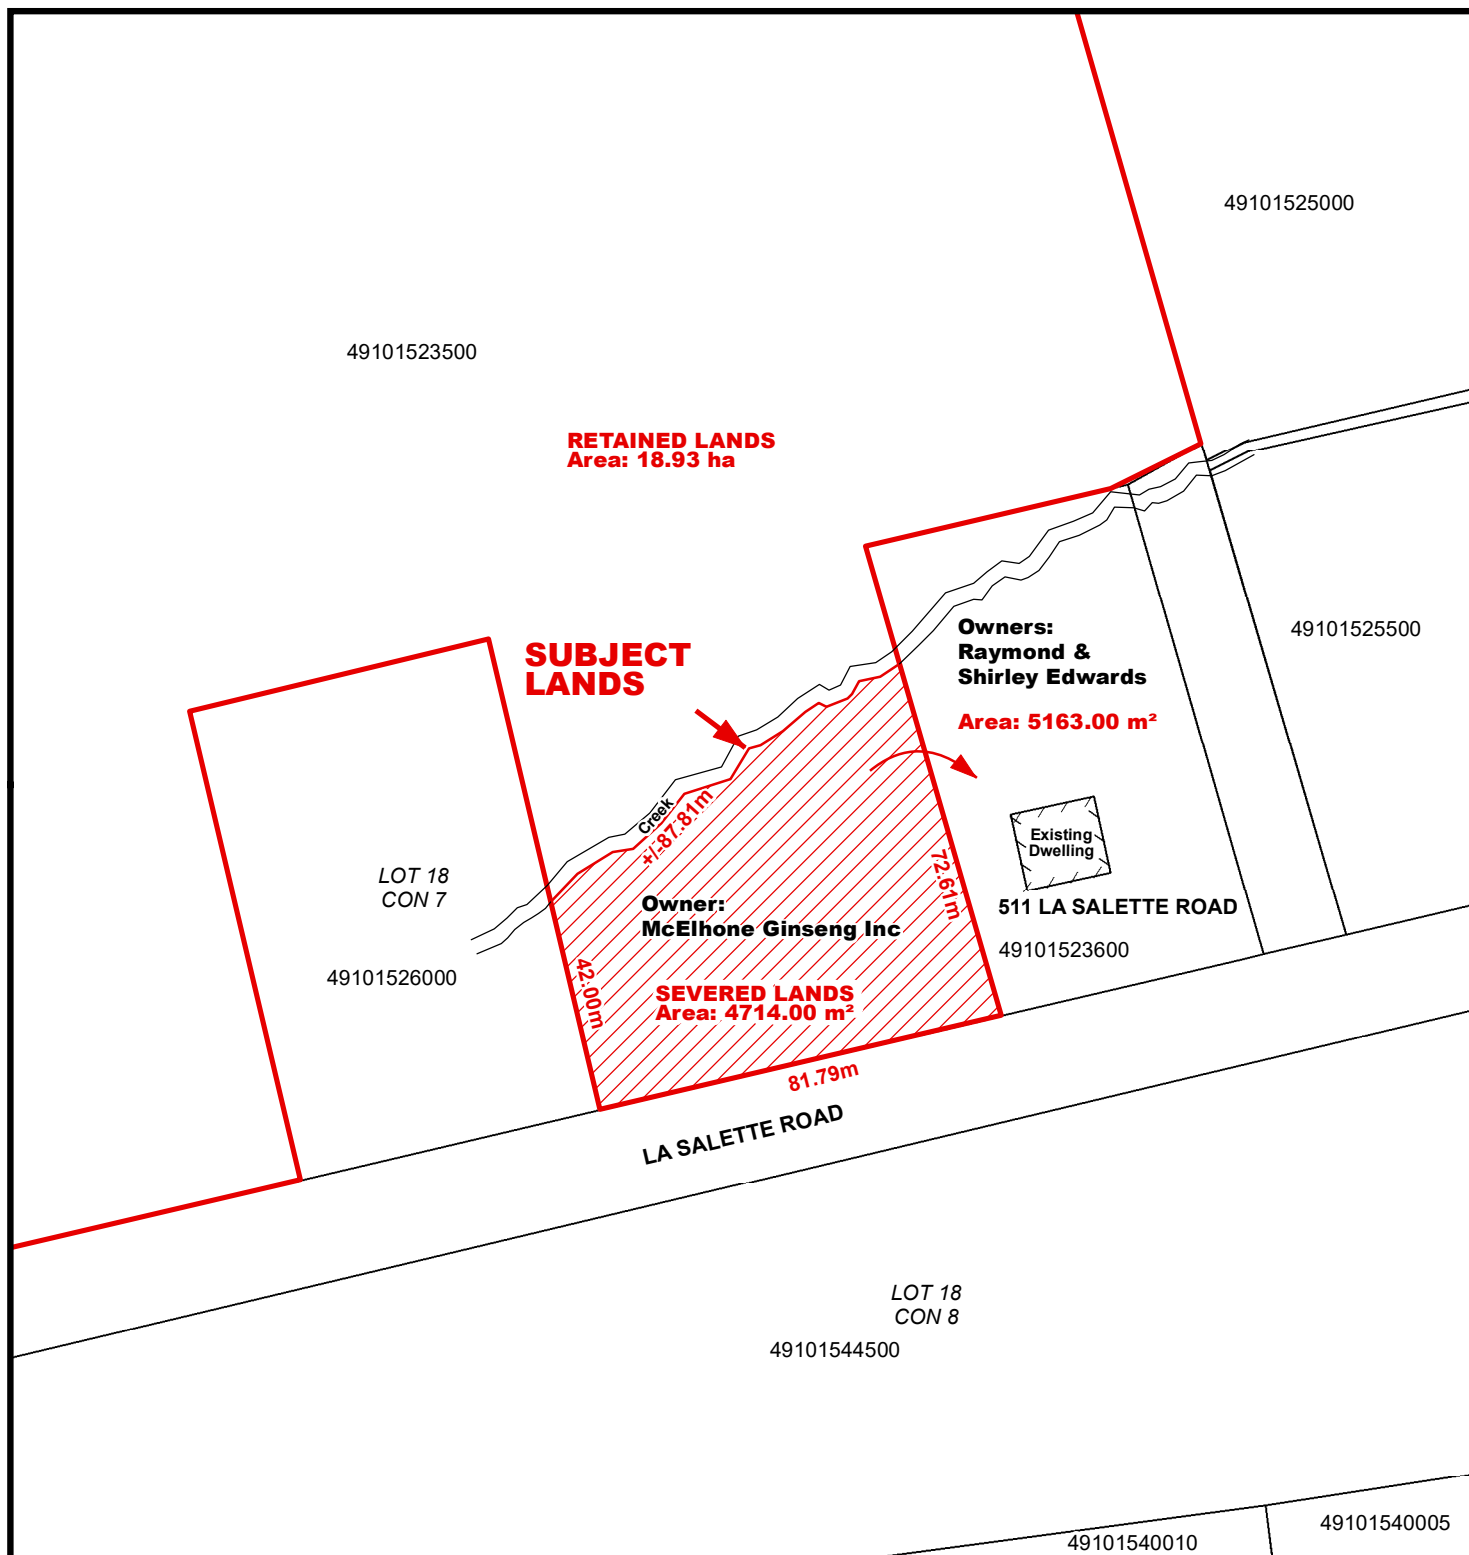 49101525000
49101523500
RETAINED LANDS
Area: 18.93 ha
SUBJECT
LANDS
Owners:
Raymond &
Shirley Edwards
Area: 5163.00 m²
49101525500
Creek
+/-87.81m
Existing
Dwelling
72.61m
LOT 18
CON 7
Owner:
McElhone Ginseng Inc
511 LA SALETTE ROAD
49101523600
49101526000
42.00m
SEVERED LANDS
Area: 4714.00 m²
81.79m
LA SALETTE ROAD
LOT 18
CON 8
49101544500
49101540005
49101540010